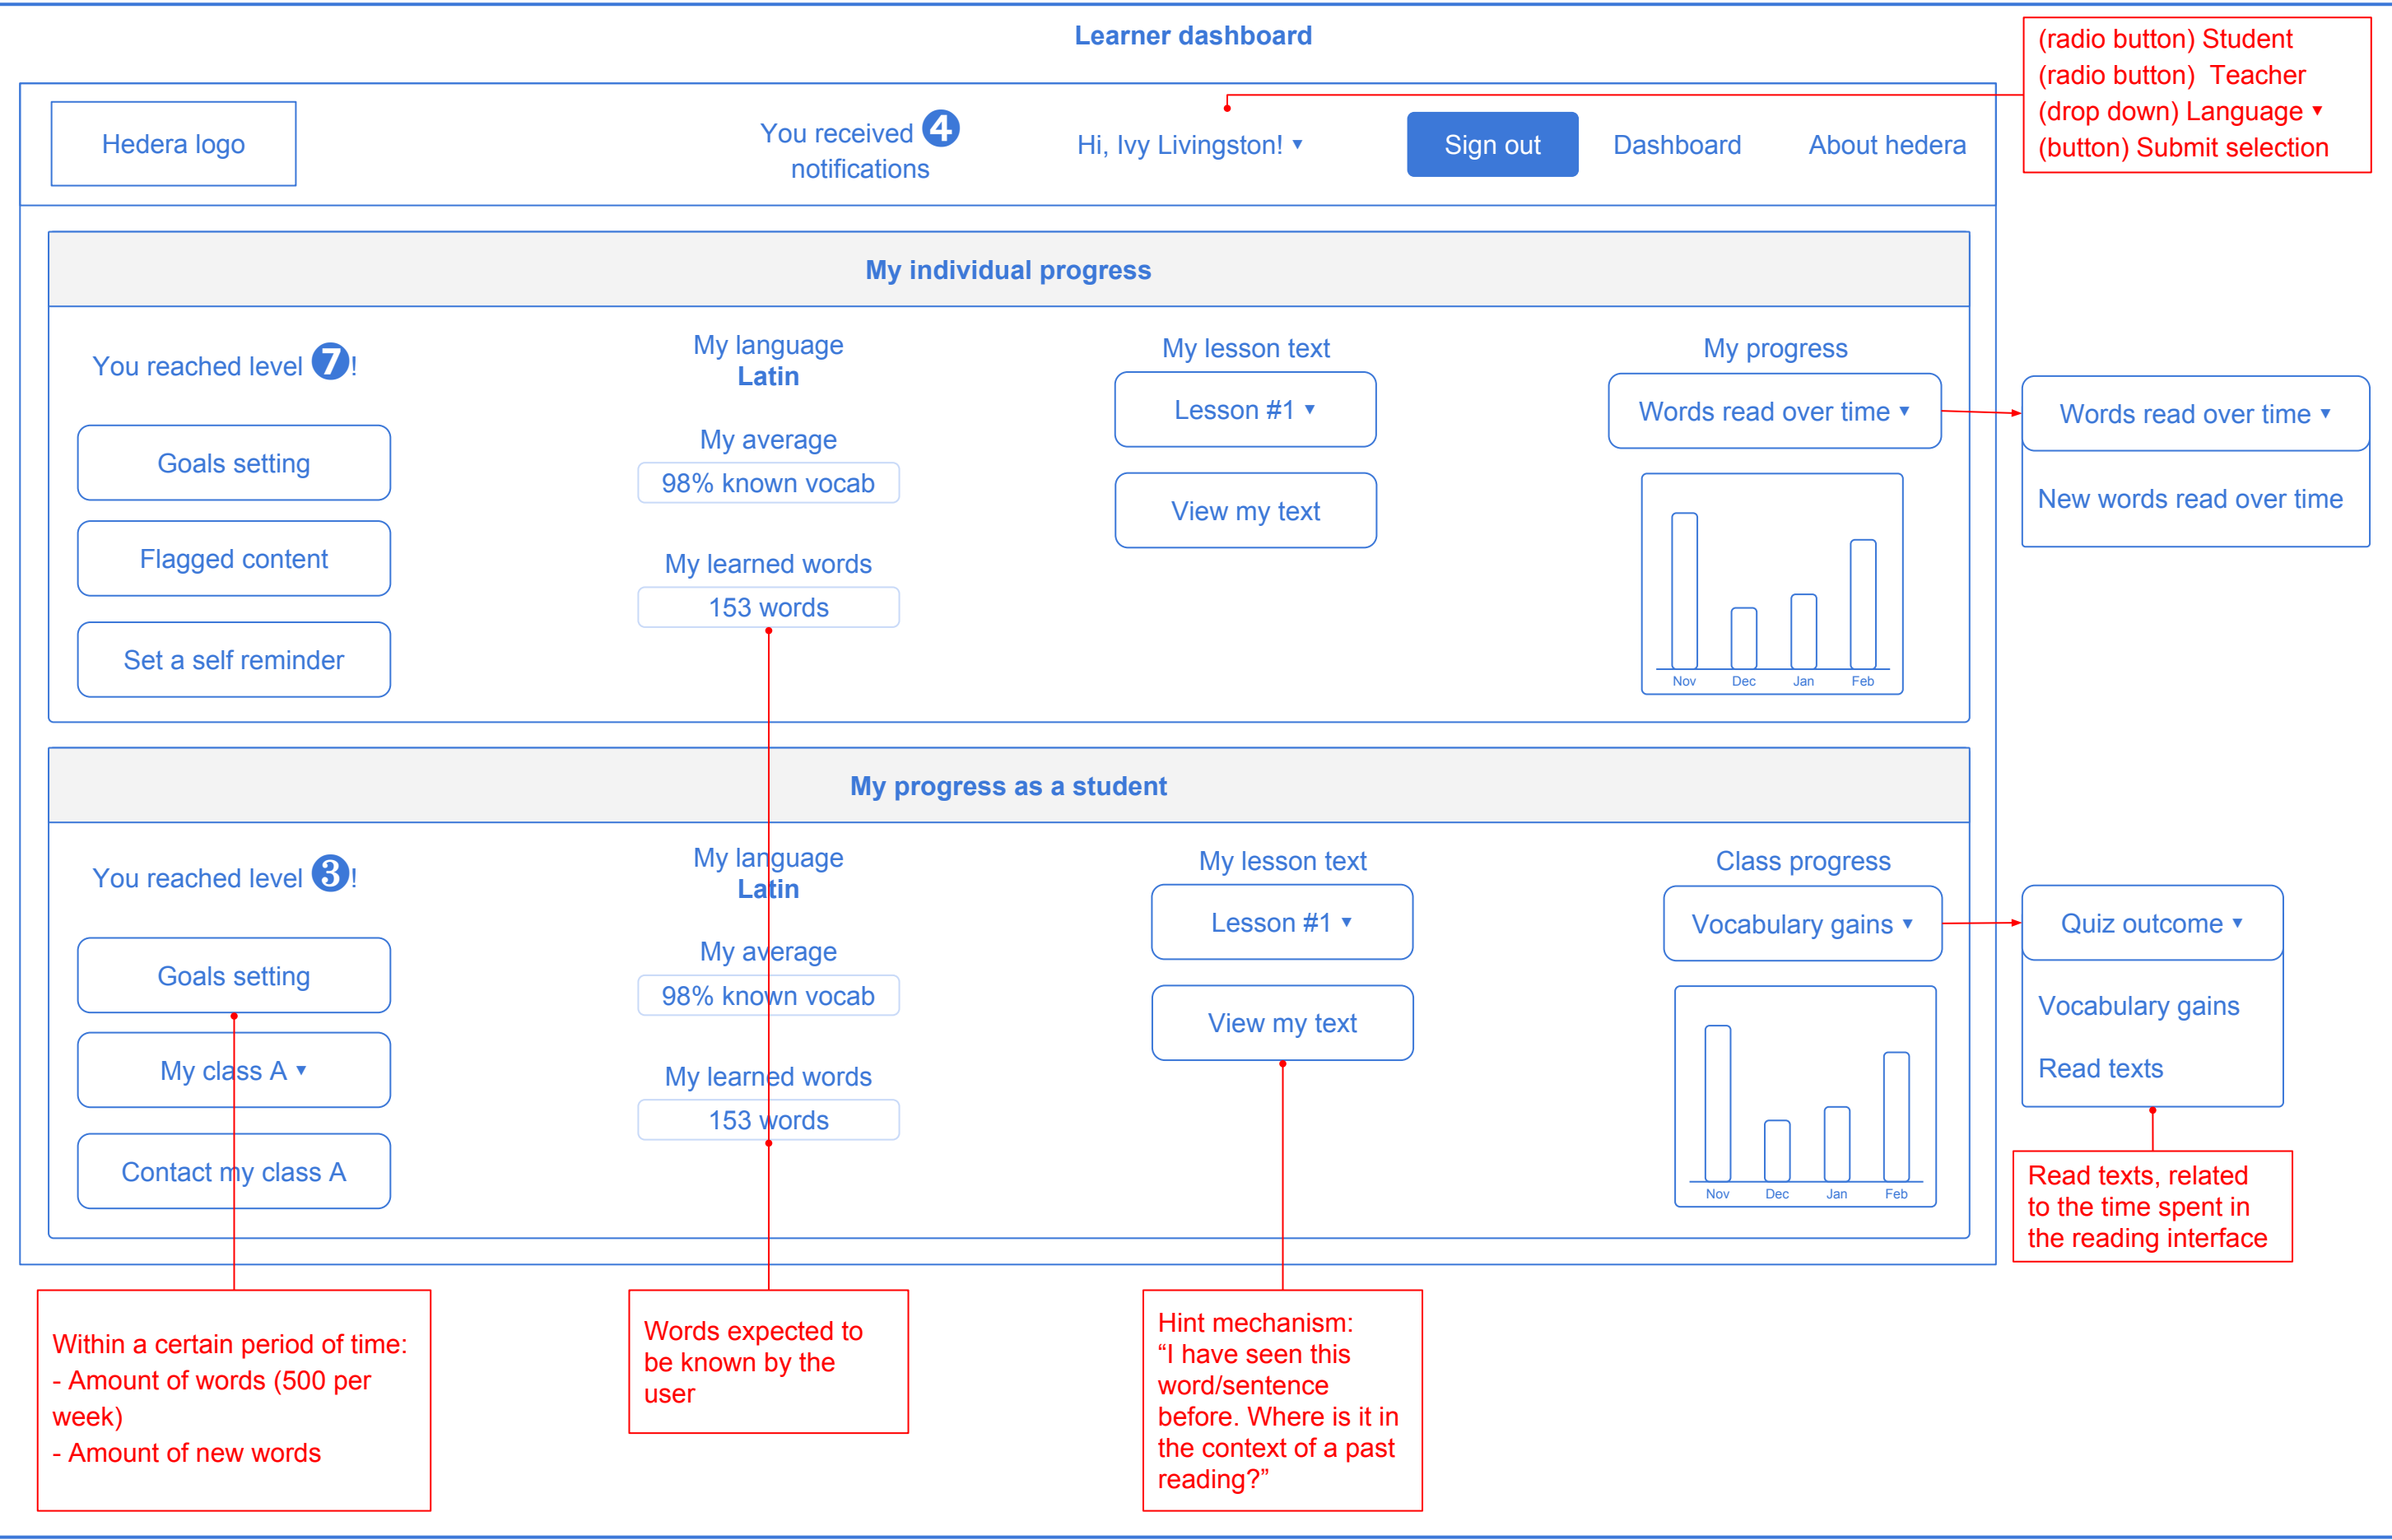 Learner dashboard
(radio button) Student
(radio button)  Teacher
(drop down) Language ▾
(button) Submit selection
Hedera logo
You received 4
notifications
Hi, Ivy Livingston! ▾
Sign out
Dashboard
About hedera
My individual progress
You reached level 7!
Goals setting
Flagged content
Set a self reminder
My language
Latin
My average
98% known vocab
My learned words
153 words
My lesson text
Lesson #1 ▾
View my text
My progress
Words read over time ▾
Nov Dec Jan Feb
Words read over time ▾
New words read over time
My progress as a student
You reached level 3!
Goals setting
My class A ▾
Contact my class A
My language
Latin
My average
98% known vocab
My learned words
153 words
My lesson text
Lesson #1 ▾
View my text
Class progress
Vocabulary gains ▾
Nov Dec Jan Feb
Quiz outcome ▾
Vocabulary gains
Read texts
Read texts, related
to the time spent in
the reading interface
Within a certain period of time:
- Amount of words (500 per
week)
- Amount of new words
Words expected to
be known by the
user
Hint mechanism:
“I have seen this
word/sentence
before. Where is it in
the context of a past
reading?”